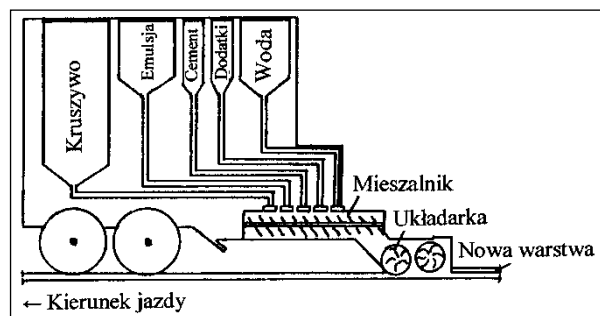 Kruszywo
Emulsja
Cement
Dodatki
Woda
Mieszalnik
Układarka
Nowa warstwa
← Kierunek jazdy